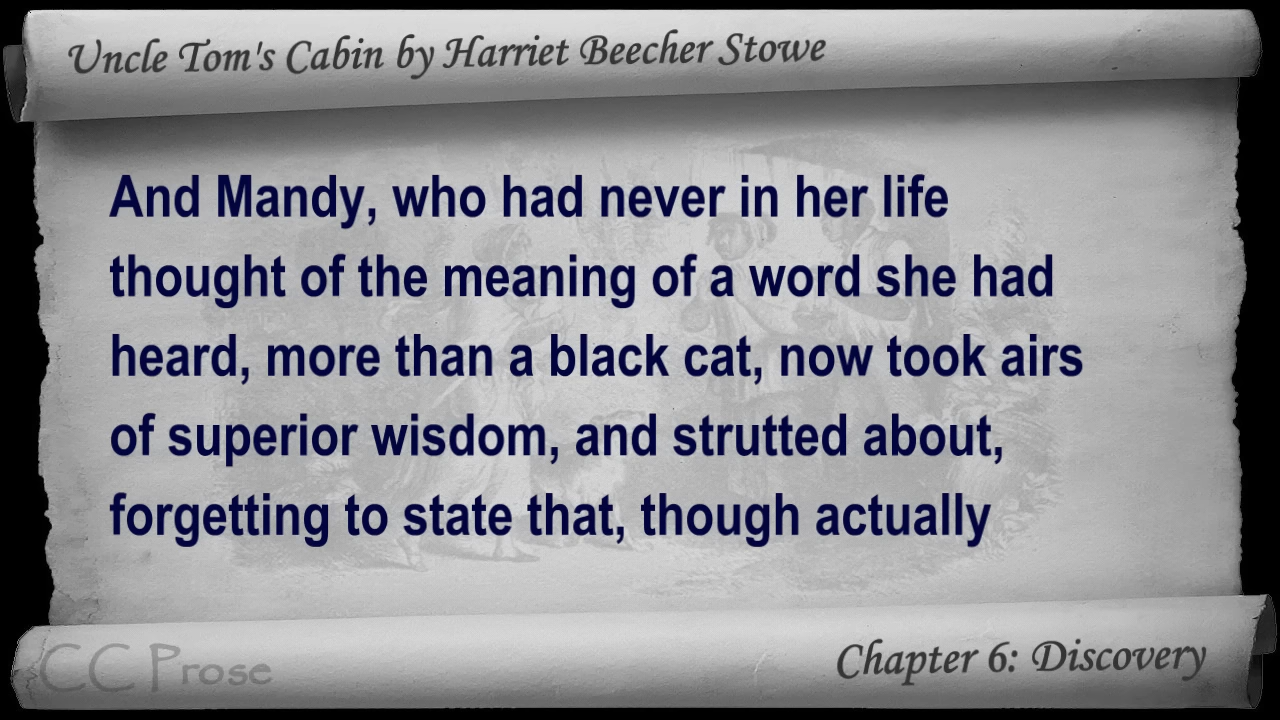 Uncle Tom's Cabin by Harriet Beecher Stowe
And Mandy, who had never in her life
thought of the meaning of a word she had
heard, more than a black cat, now took airs
of superior wisdom, and strutted about,
forgetting to state that, though actually
CC Prose
Chapter 6: Discovery